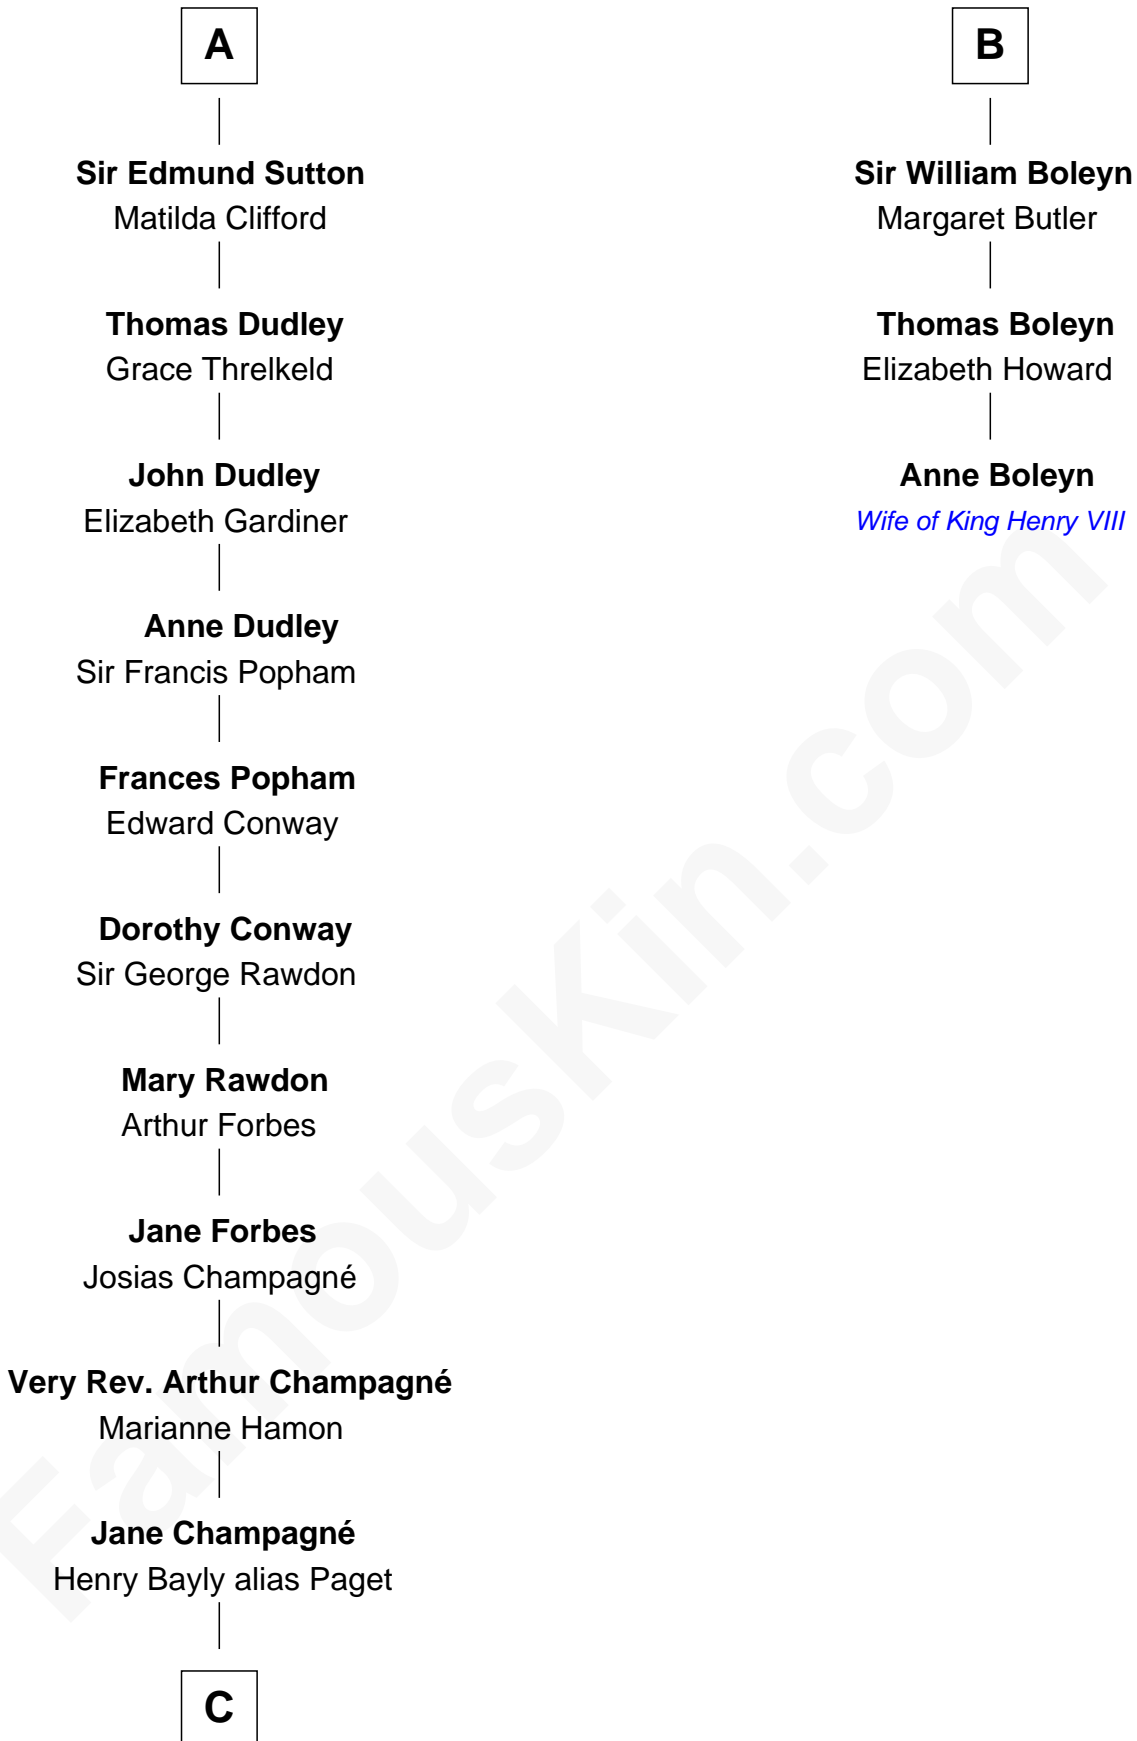 A
Sir Edmund Sutton
Matilda Clifford
Thomas Dudley
Grace Threlkeld
John Dudley
Elizabeth Gardiner
Anne Dudley
Sir Francis Popham
Frances Popham
Edward Conway
Dorothy Conway
Sir George Rawdon
Mary Rawdon
Arthur Forbes
Jane Forbes
Josias Champagné
Very Rev. Arthur Champagné
Marianne Hamon
Jane Champagné
Henry Bayly alias Paget
C
B
Sir William Boleyn
Margaret Butler
Thomas Boleyn
Elizabeth Howard
Anne Boleyn
Wife of King Henry VIII
FamousKin.com